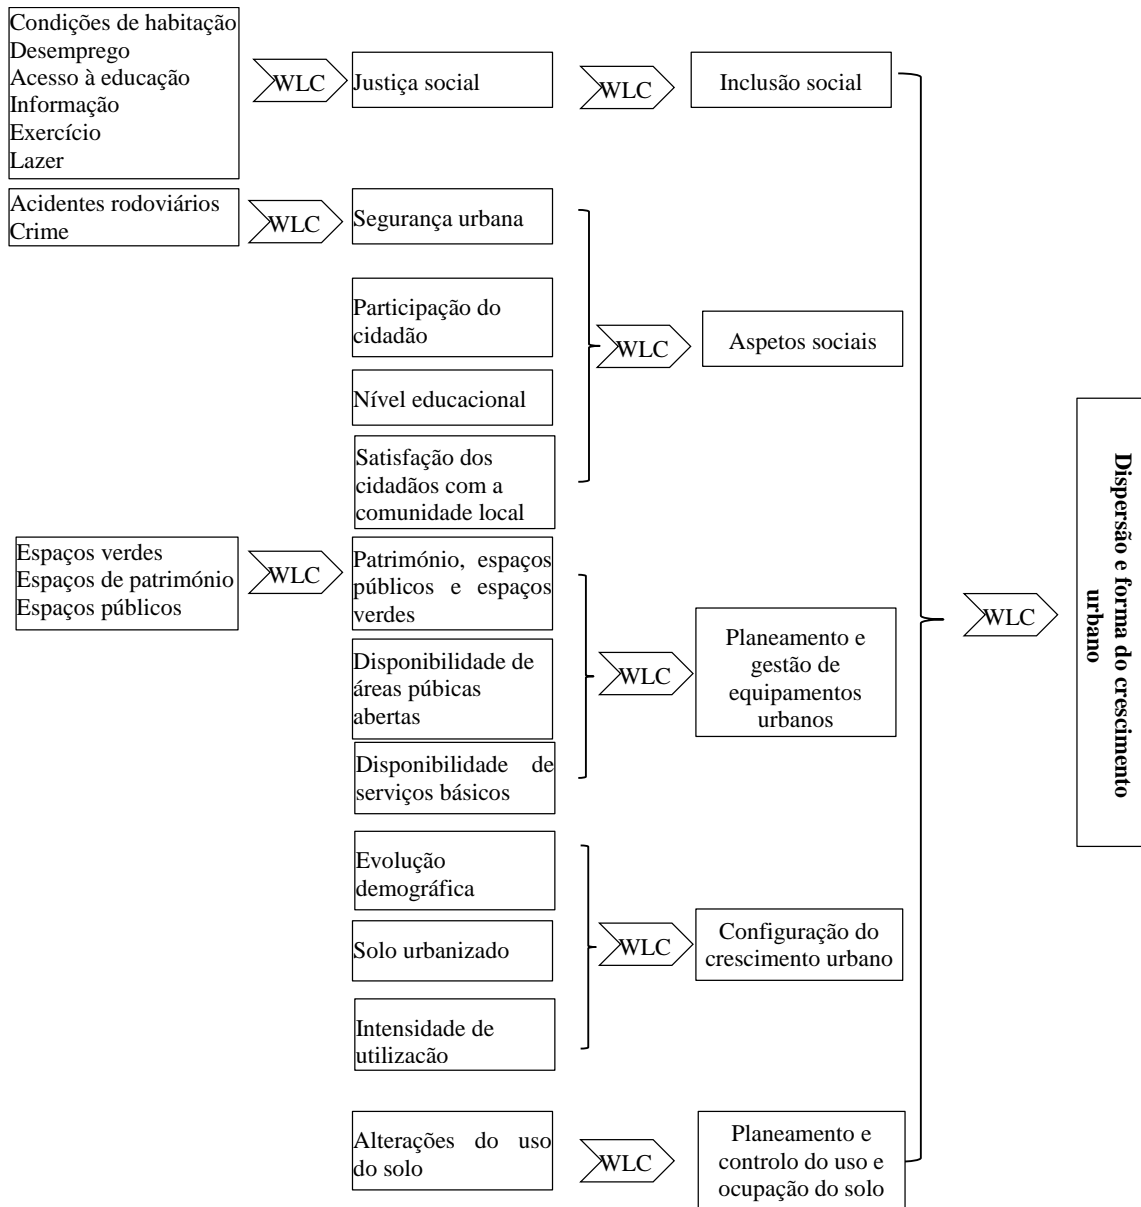 Condições de habitação
Desemprego
Acesso à educação
Informação
Exercício
Lazer
WLC
Justiça social
WLC
Inclusão social
Acidentes rodoviários
Crime
WLC
Segurança urbana
Participação do
cidadão
Nível educacional
Satisfação dos
cidadãos com a
comunidade local
WLC
Aspetos sociais
Espaços verdes
Espaços de património
Espaços públicos
WLC
Património, espaços
públicos e espaços
verdes
Disponibilidade de
áreas púbicas
abertas
Disponibilidade de
serviços básicos
WLC
Planeamento e
gestão de
equipamentos
urbanos
Evolução
demográfica
Solo urbanizado
Intensidade de
utilizacão
WLC
Configuração do
crescimento urbano
Alterações do uso
do solo
WLC
Planeamento e
controlo do uso e
ocupação do solo
WLC
Dispersão e forma do crescimento
urbano